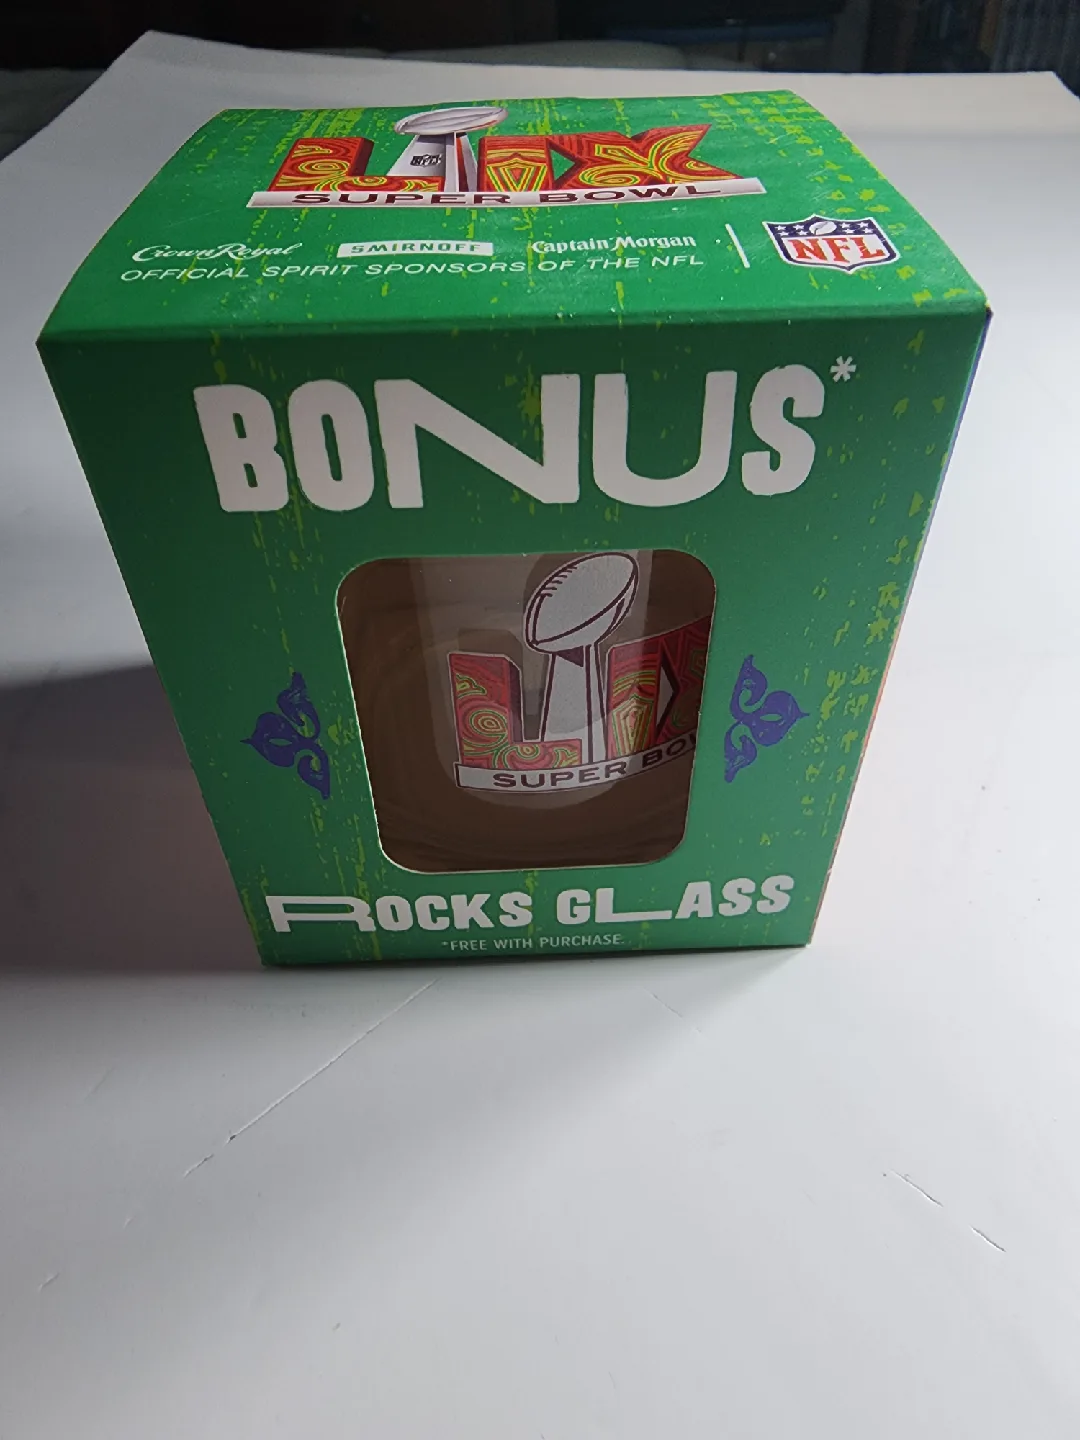 LIX
SUPER BOWL
Crown Royal SMIRNOFF Captain Morgan
OFFICIAL SPIRIT SPONSORS OF THE NFL
NFL
BONUS*
SUPER BO
ROCKS GLASS
*FREE WITH PURCHASE.